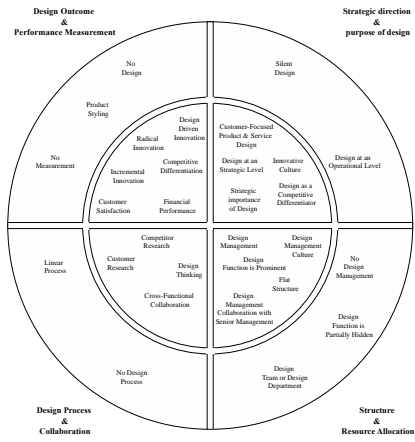 Design Outcome
&
Performance Measurement
Strategic direction
&
purpose of design
No
Design
Product
Styling
No
Measurement
Design
Driven
Innovation
Radical
Innovation
Competitive
Differentiation
Incremental
Innovation
Customer
Satisfaction
Financial
Performance
Silent
Design
Design at an
Operational Level
Customer-Focused
Product & Service
Design
Design at an
Strategic Level
Innovative
Culture
Strategic
importance
of Design
Design as a
Competitive
Differentiator
Linear
Process
No Design
Process
Competitor
Research
Customer
Research
Design
Thinking
Cross-Functional
Collaboration
Design
Management
Design
Management
Culture
Design
Function is Prominent
Flat
Structure
Design
Management
Collaboration with
Senior Management
No
Design
Management
Design
Function is
Partially Hidden
Design
Team or Design
Department
Design Process
&
Collaboration
Structure
&
Resource Allocation